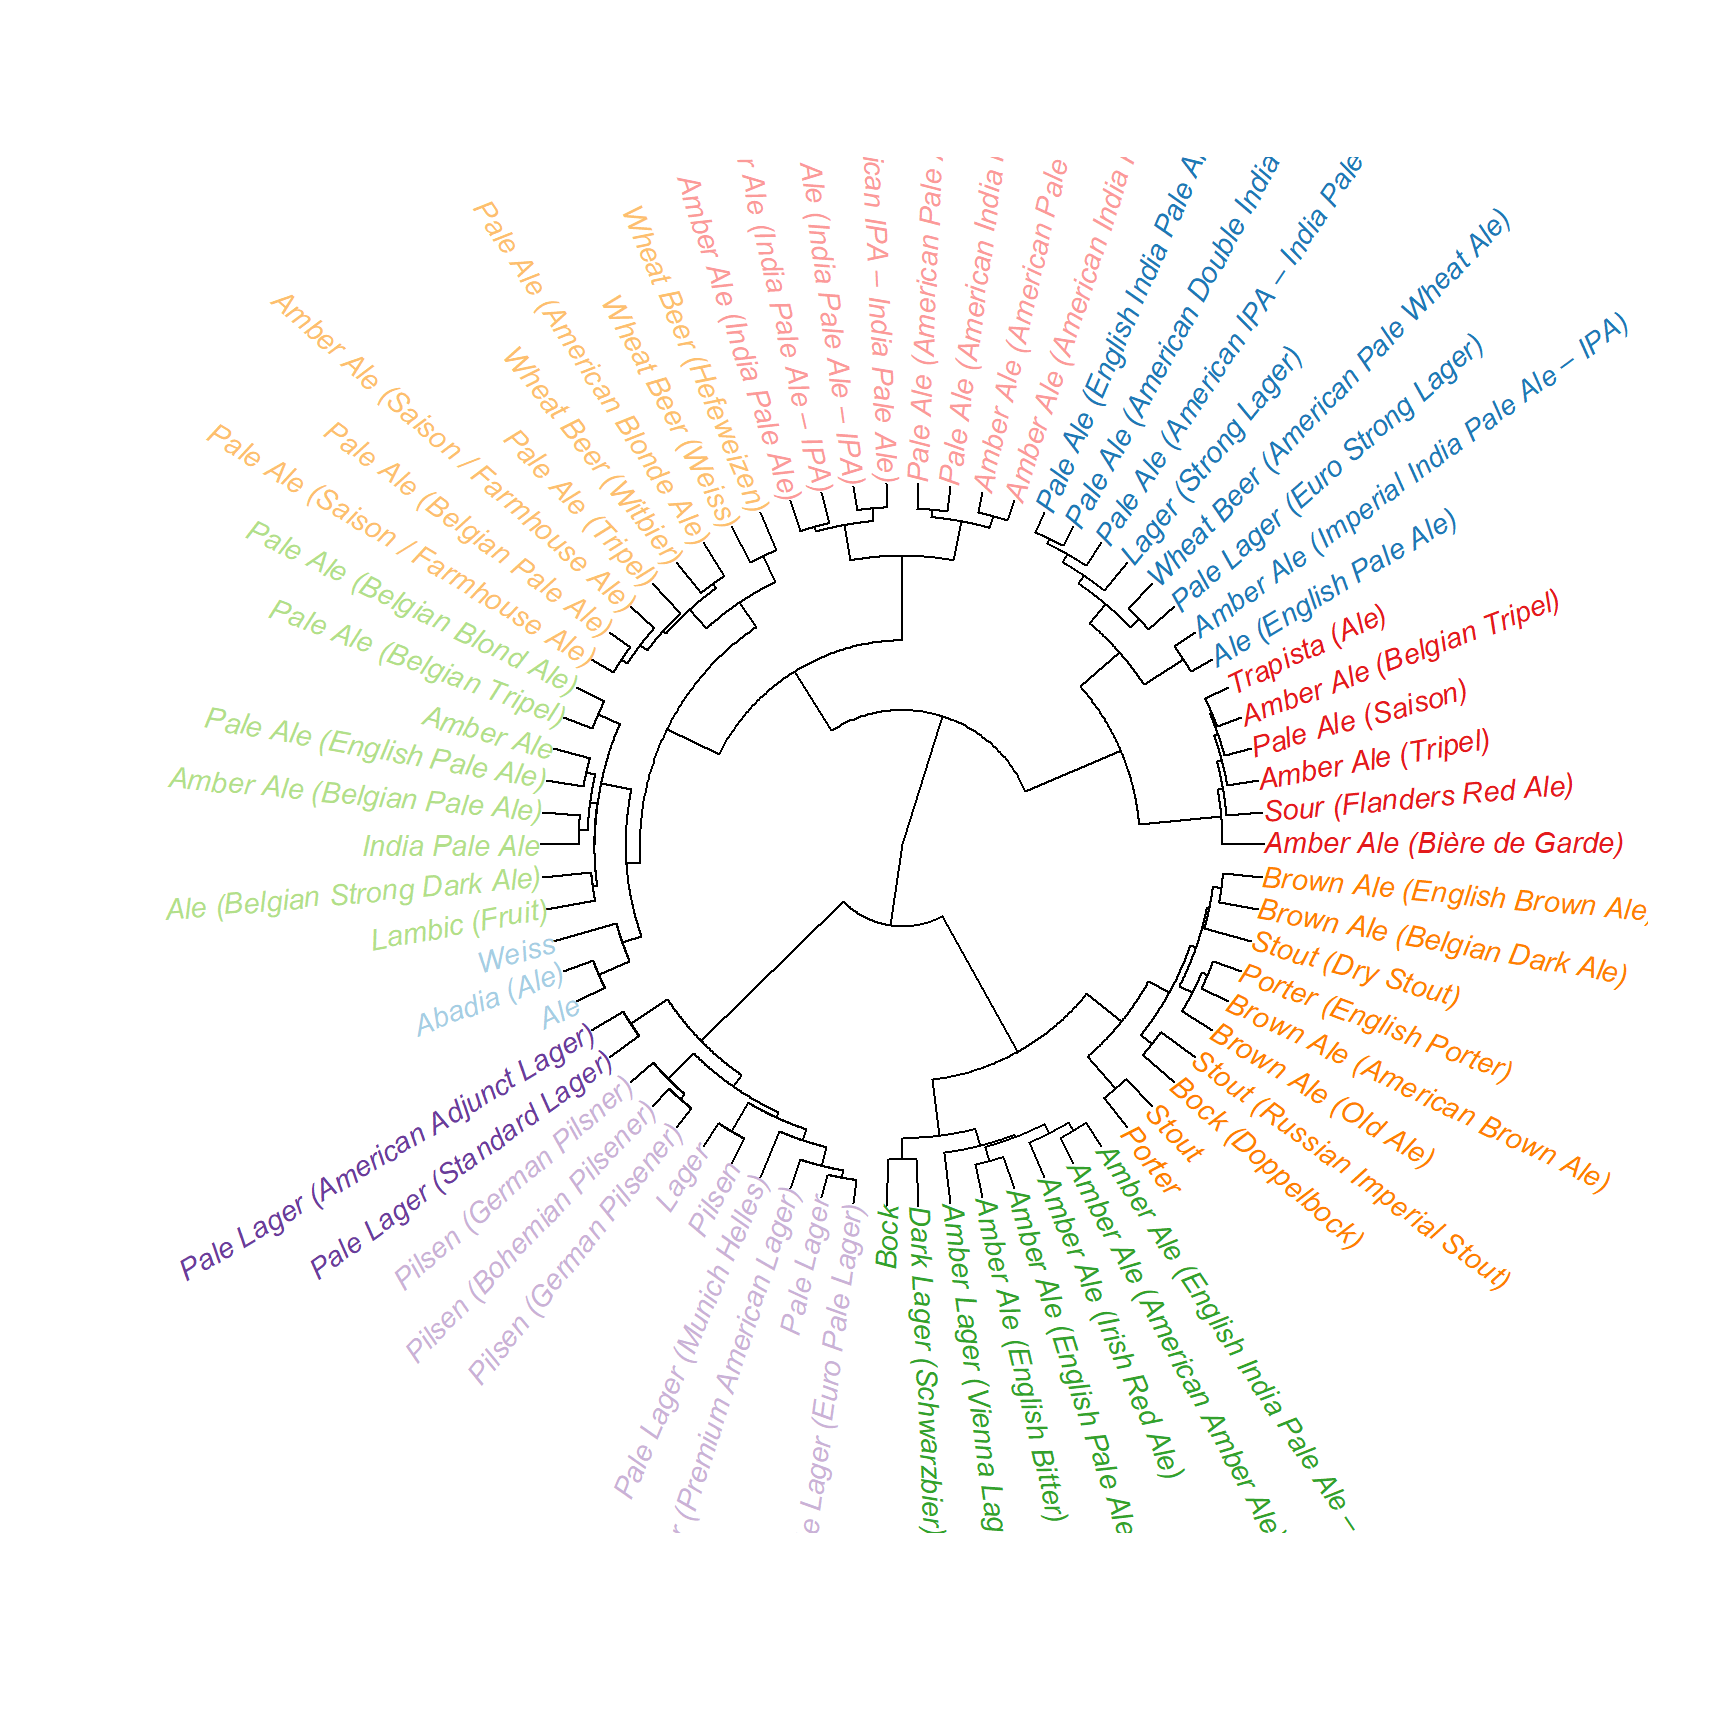 Wheat Beer (Hefeweizen)
Wheat Beer (Weiss)
Pale Ale (American Blonde Ale)
Wheat Beer (Witbier)
Pale Ale (Tripel)
Amber Ale (Saison / Farmhouse Ale)
Pale Ale (Belgian Pale Ale)
Pale Ale (Saison / Farmhouse Ale)
Pale Ale (Belgian Blond Ale)
Pale Ale (Belgian Tripel)
Amber Ale
Pale Ale (English Pale Ale)
Amber Ale (Belgian Pale Ale)
India Pale Ale
Ale (Belgian Strong Dark Ale)
Lambic (Fruit)
Weiss
Abadia (Ale)
Ale
Pale Lager (American Adjunct Lager)
Pale Lager (Standard Lager)
Pilsen (German Pilsner)
Pilsen (Bohemian Pilsener)
Pilsen (German Pilsener)
Lager
Pilsen
Pale Lager (Munich Helles)
r (Premium American Lager)
Pale Lager
e Lager (Euro Pale Lager)
Bock
Dark Lager (Schwarzbier)
Amber Lager (Vienna Lag
Amber Ale (English Bitter)
Amber Ale (English Pale Ale
Amber Ale (Irish Red Ale)
Amber Ale (American Amber Ale)
Amber Ale (English India Pale Ale –
Porter
Stout
Bock (Doppelbock)
Stout (Russian Imperial Stout)
Brown Ale (Old Ale)
Brown Ale (American Brown Ale)
Porter (English Porter)
Stout (Dry Stout)
Brown Ale (Belgian Dark Ale)
Brown Ale (English Brown Ale)
Amber Ale (Bière de Garde)
Sour (Flanders Red Ale)
Amber Ale (Tripel)
Pale Ale (Saison)
Amber Ale (Belgian Tripel)
Trapista (Ale)
Ale (English Pale Ale)
Amber Ale (Imperial India Pale Ale – IPA)
Pale Lager (Euro Strong Lager)
Wheat Beer (American Pale Wheat Ale)
Lager (Strong Lager)
Pale Ale (American IPA – India Pale
Pale Ale (American Double India
Pale Ale (English India Pale A
Amber Ale (American India
Amber Ale (American Pale
Pale Ale (American India
Pale Ale (American Pale
ican IPA – India Pale Ale)
Ale (India Pale Ale – IPA)
r Ale (India Pale Ale – IPA)
Amber Ale (India Pale Ale)